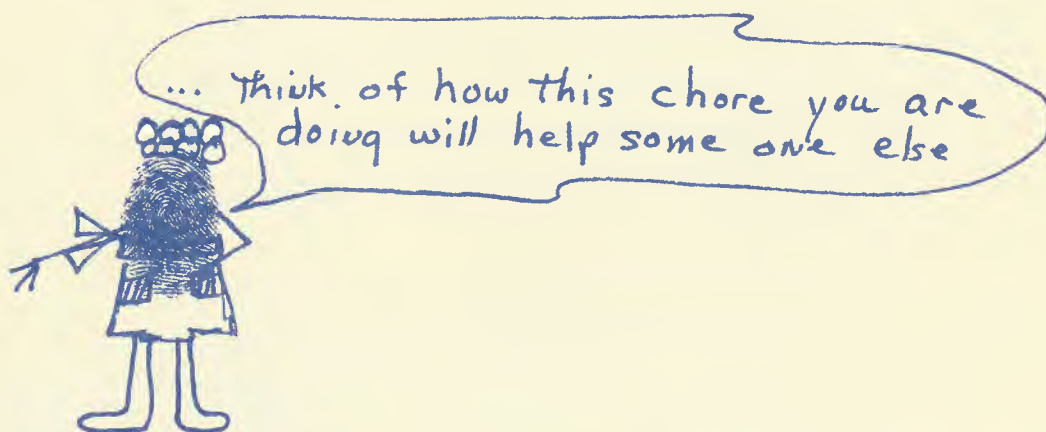 ... Think. of how this chore you are
doing will help some one else